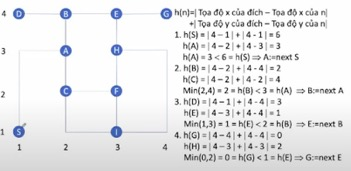 h(n)=| Tọa độ x của đích – Tọa độ x của n|
+| Tọa độ y của đích – Tọa độ y của n|
1. h(S) = | 4 – 1 | + | 4 - 1 | = 6
h(A) = | 4 – 2 | + | 4 - 3 | = 3
h(A) = 3 < 6 = h(S) ⇒ A:=next S
2. h(B) = | 4 – 2 | + | 4 - 4 | = 2
h(C) = | 4 – 2 | + | 4 - 2 | = 4
Min(2,4) = 2 = h(B) < 3 = h(A) ⇒ B:=next A
3. h(D) = | 4 – 1 | + | 4 – 4 | = 3
h(E) = | 4 – 3 | + | 4 – 4 | = 1
Min(1,3) = 1 = h(E) < 2 = h(B) ⇒ E:=next B
4. h(G) = | 4 – 4 | + | 4 – 4 | = 0
h(H) = | 4 – 3 | + | 4 - 3 | = 2
Min(0,2) = 0 = h(G) < 1 = h(E) ⇒ G:=next E
4 D B E G
3 A H
2 C F
1 S I
1 2 3 4